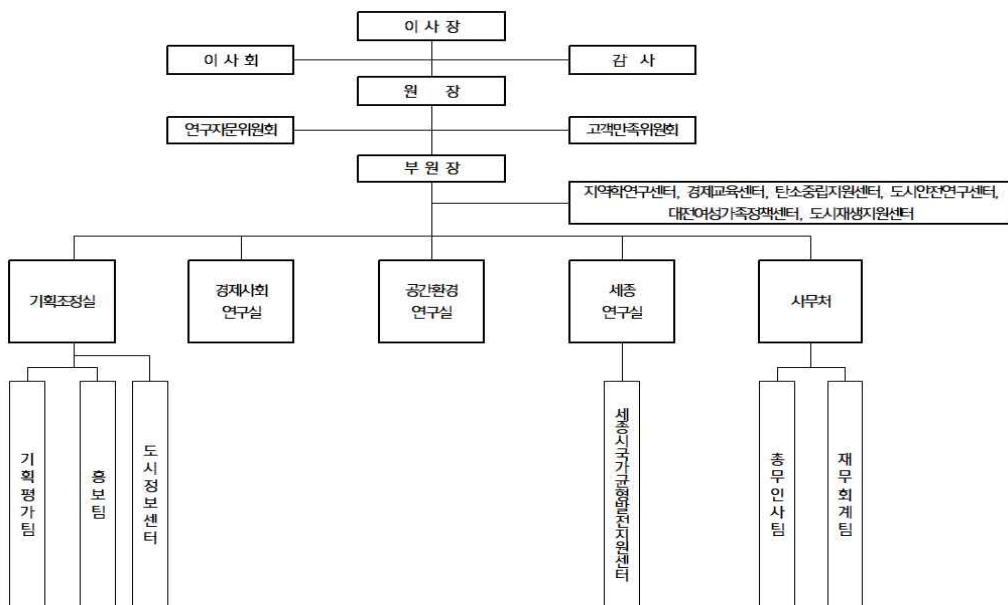 이 사 장
이 사 회
감 사
원 장
연구자문위원회
고객만족위원회
부 원 장
지역학연구센터, 경제교육센터, 탄소중립지원센터, 도시안전연구센터,
대전여성가족정책센터, 도시재생지원센터
기획조정실
경제사회
연구실
공간환경
연구실
세종
연구실
사무처
기획평가팀
홍보팀
도시정보센터
세종시국가균형발전지원센터
총무인사팀
재무회계팀